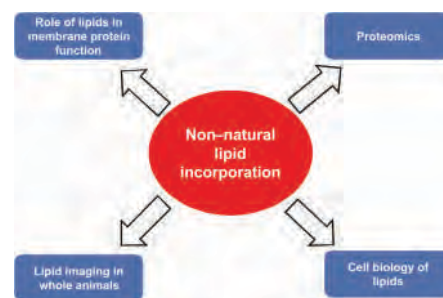 Role of lipids in
membrane protein
function
Proteomics
Non–natural
lipid
incorporation
Lipid imaging in
whole animals
Cell biology of
lipids